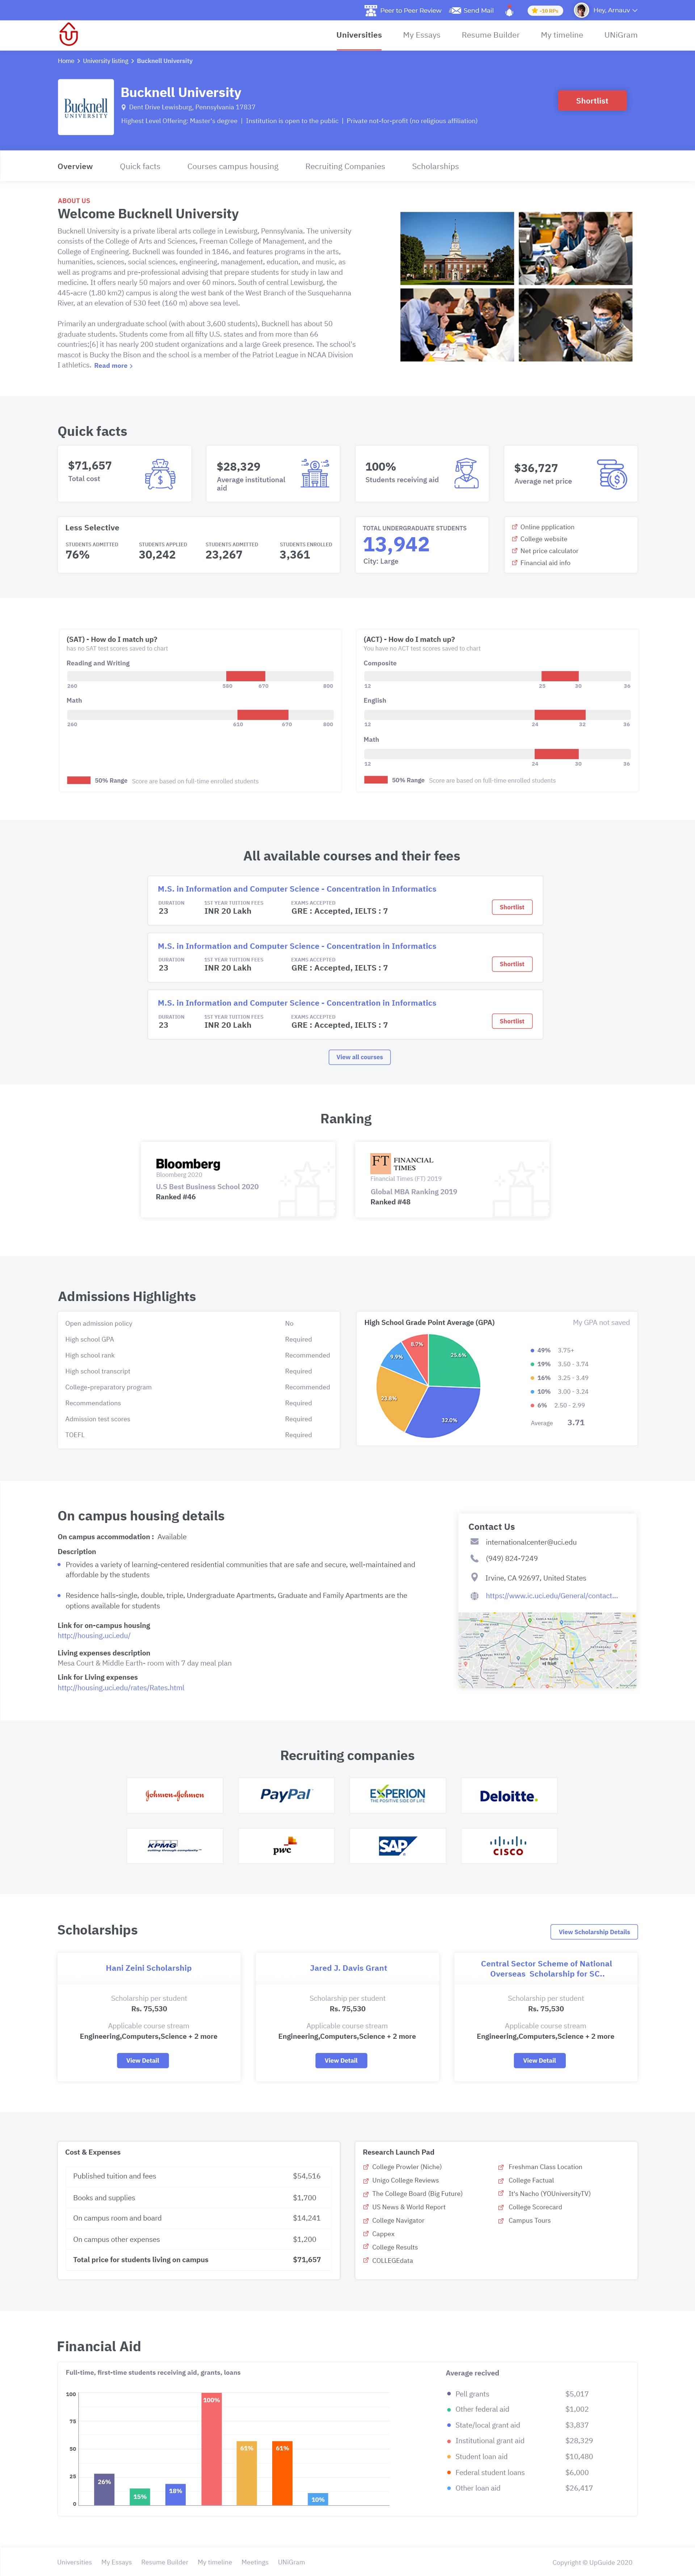 Peer to Peer Review Send Mail -10 RPs Hey, Arnauv
Universities My Essays Resume Builder My timeline UNiGram
Home > University listing > Bucknell University
Bucknell
UNIVERSITY
Bucknell University
Dent Drive Lewisburg, Pennsylvania 17837
Highest Level Offering: Master's degree | Institution is open to the public | Private not-for-profit (no religious affiliation)
Shortlist
Overview Quick facts Courses campus housing Recruiting Companies Scholarships
ABOUT US
Welcome Bucknell University
Bucknell University is a private liberal arts college in Lewisburg, Pennsylvania. The university
consists of the College of Arts and Sciences, Freeman College of Management, and the
College of Engineering. Bucknell was founded in 1846, and features programs in the arts,
humanities, sciences, social sciences, engineering, management, education, and music, as
well as programs and pre-professional advising that prepare students for study in law and
medicine. It offers nearly 50 majors and over 60 minors. South of central Lewisburg, the
445-acre (1.80 km2) campus is along the west bank of the West Branch of the Susquehanna
River, at an elevation of 530 feet (160 m) above sea level.
Primarily an undergraduate school (with about 3,600 students), Bucknell has about 50
graduate students. Students come from all fifty U.S. states and from more than 66
countries;[6] it has nearly 200 student organizations and a large Greek presence. The school's
mascot is Bucky the Bison and the school is a member of the Patriot League in NCAA Division
I athletics. Read more >
Quick facts
$71,657
Total cost
$28,329
Average institutional
aid
100%
Students receiving aid
$36,727
Average net price
Less Selective
STUDENTS ADMITTED STUDENTS APPLIED STUDENTS ADMITTED STUDENTS ENROLLED
76% 30,242 23,267 3,361
TOTAL UNDERGRADUATE STUDENTS
13,942
City: Large
Online ppplication
College website
Net price calculator
Financial aid info
(SAT) - How do I match up?
has no SAT test scores saved to chart
Reading and Writing
260 580 670 800
Math
260 610 670 800
50% Range Score are based on full-time enrolled students
(ACT) - How do I match up?
You have no ACT test scores saved to chart
Composite
12 25 30 36
English
12 24 32 36
Math
12 24 30 36
50% Range Score are based on full-time enrolled students
All available courses and their fees
M.S. in Information and Computer Science - Concentration in Informatics
DURATION 1ST YEAR TUITION FEES EXAMS ACCEPTED
23 INR 20 Lakh GRE : Accepted, IELTS : 7
Shortlist
M.S. in Information and Computer Science - Concentration in Informatics
DURATION 1ST YEAR TUITION FEES EXAMS ACCEPTED
23 INR 20 Lakh GRE : Accepted, IELTS : 7
Shortlist
M.S. in Information and Computer Science - Concentration in Informatics
DURATION 1ST YEAR TUITION FEES EXAMS ACCEPTED
23 INR 20 Lakh GRE : Accepted, IELTS : 7
Shortlist
View all courses
Ranking
Bloomberg
Bloomberg 2020
U.S Best Business School 2020
Ranked #46
FT FINANCIAL
TIMES
Financial Times (FT) 2019
Global MBA Ranking 2019
Ranked #48
Admissions Highlights
Open admission policy No
High school GPA Required
High school rank Recommended
High school transcript Required
College-preparatory program Recommended
Recommendations Required
Admission test scores Required
TOEFL Required
High School Grade Point Average (GPA) My GPA not saved
8.7%
25.6%
9.9%
23.8%
32.0%
49% 3.75+
19% 3.50 - 3.74
16% 3.25 - 3.49
10% 3.00 - 3.24
6% 2.50 - 2.99
Average 3.71
On campus housing details
On campus accommodation : Available
Description
Provides a variety of learning-centered residential communities that are safe and secure, well-maintained and
affordable by the students
Residence halls-single, double, triple, Undergraduate Apartments, Graduate and Family Apartments are the
options available for students
Link for on-campus housing
http://housing.uci.edu/
Living expenses description
Mesa Court & Middle Earth- room with 7 day meal plan
Link for Living expenses
http://housing.uci.edu/rates/Rates.html
Contact Us
internationalcenter@uci.edu
(949) 824-7249
Irvine, CA 92697, United States
https://www.ic.uci.edu/General/contact...
Recruiting companies
Johnson & Johnson
PayPal
EXPERION
THE POSITIVE SIDE OF LIFE
Deloitte.
KPMG
cutting through complexity
pwc
SAP
CISCO
Scholarships
View Scholarship Details
Hani Zeini Scholarship
Scholarship per student
Rs. 75,530
Applicable course stream
Engineering,Computers,Science + 2 more
View Detail
Jared J. Davis Grant
Scholarship per student
Rs. 75,530
Applicable course stream
Engineering,Computers,Science + 2 more
View Detail
Central Sector Scheme of National
Overseas Scholarship for SC..
Scholarship per student
Rs. 75,530
Applicable course stream
Engineering,Computers,Science + 2 more
View Detail
Cost & Expenses
Published tuition and fees $54,516
Books and supplies $1,700
On campus room and board $14,241
On campus other expenses $1,200
Total price for students living on campus $71,657
Research Launch Pad
College Prowler (Niche)
Unigo College Reviews
The College Board (Big Future)
US News & World Report
College Navigator
Cappex
College Results
COLLEGEdata
Freshman Class Location
College Factual
It's Nacho (YOUniversityTV)
College Scorecard
Campus Tours
Financial Aid
Full-time, first-time students receiving aid, grants, loans
100
75
50
25
0
26%
15%
18%
100%
61%
61%
10%
Average recived
Pell grants $5,017
Other federal aid $1,002
State/local grant aid $3,837
Institutional grant aid $28,329
Student loan aid $10,480
Federal student loans $6,000
Other loan aid $26,417
Universities My Essays Resume Builder My timeline Meetings UNiGram
Copyright © UpGuide 2020